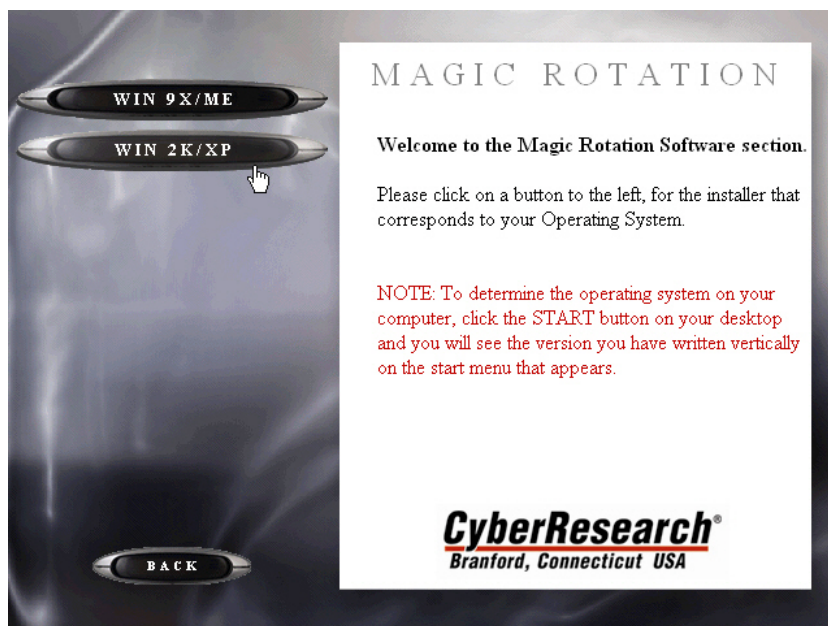 WIN 9X/ME
WIN 2K/XP
BACK
MAGIC ROTATION
Welcome to the Magic Rotation Software section.
Please click on a button to the left, for the installer that
corresponds to your Operating System.
NOTE: To determine the operating system on your
computer, click the START button on your desktop
and you will see the version you have written vertically
on the start menu that appears.
CyberResearch®
Branford, Connecticut USA